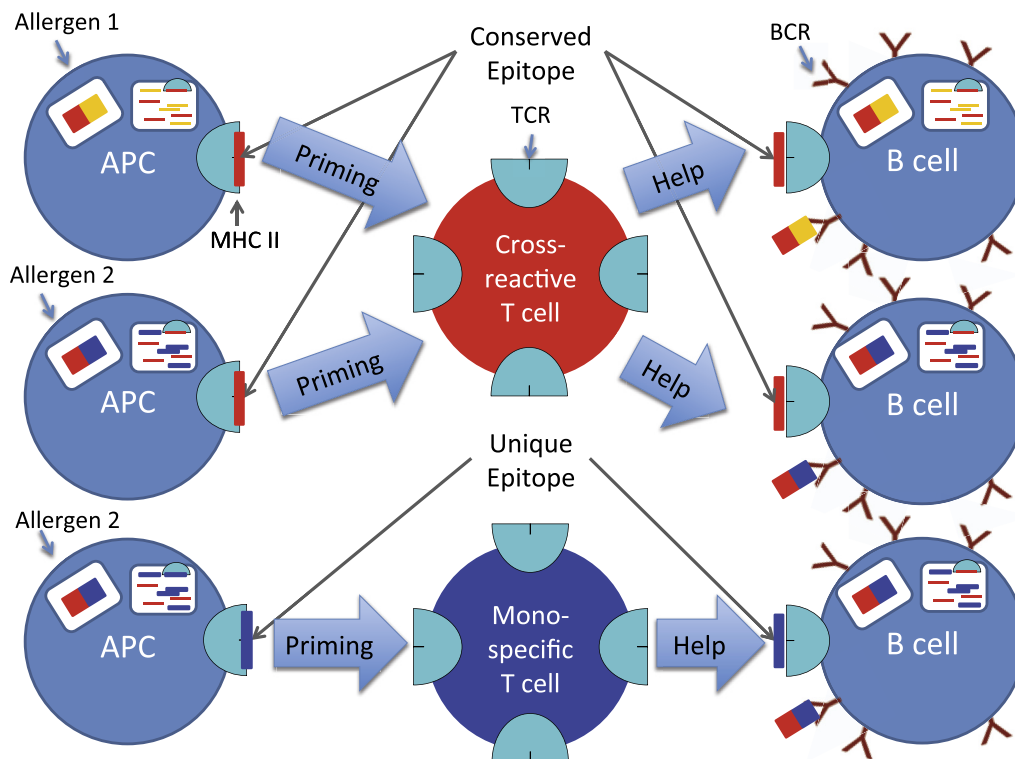 Allergen 1
Conserved
Epitope
BCR
TCR
APC
Priming
Help
B cell
MHC II
Cross-
reactive
T cell
Allergen 2
APC
Priming
Help
B cell
Unique
Epitope
Allergen 2
APC
Priming
Mono-
specific
T cell
Help
B cell